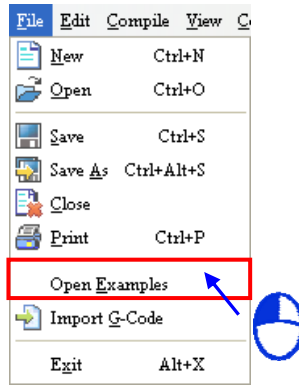 File Edit Compile View C
New Ctrl+N
Open Ctrl+O
Save Ctrl+S
Save As Ctrl+Alt+S
Close
Print Ctrl+P
Open Examples
Import G-Code
Exit Alt+X